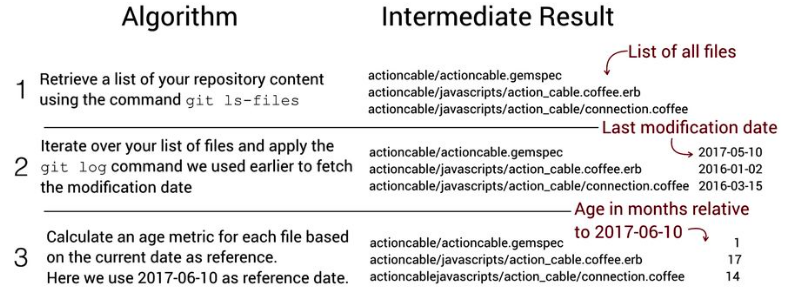 Algorithm
Intermediate Result
List of all files
1
Retrieve a list of your repository content
using the command git ls-files
actioncable/actioncable.gemspec
actioncable/javascripts/action_cable.coffee.erb
actioncable/javascripts/action_cable/connection.coffee
Last modification date
2
Iterate over your list of files and apply the
git log command we used earlier to fetch
the modification date
actioncable/actioncable.gemspec 2017-05-10
actioncable/javascripts/action_cable.coffee.erb 2016-01-02
actioncable/javascripts/action_cable/connection.coffee 2016-03-15
Age in months relative
to 2017-06-10
3
Calculate an age metric for each file based
on the current date as reference.
Here we use 2017-06-10 as reference date.
actioncable/actioncable.gemspec 1
actioncable/javascripts/action_cable.coffee.erb 17
actioncablejavascripts/action_cable/connection.coffee 14